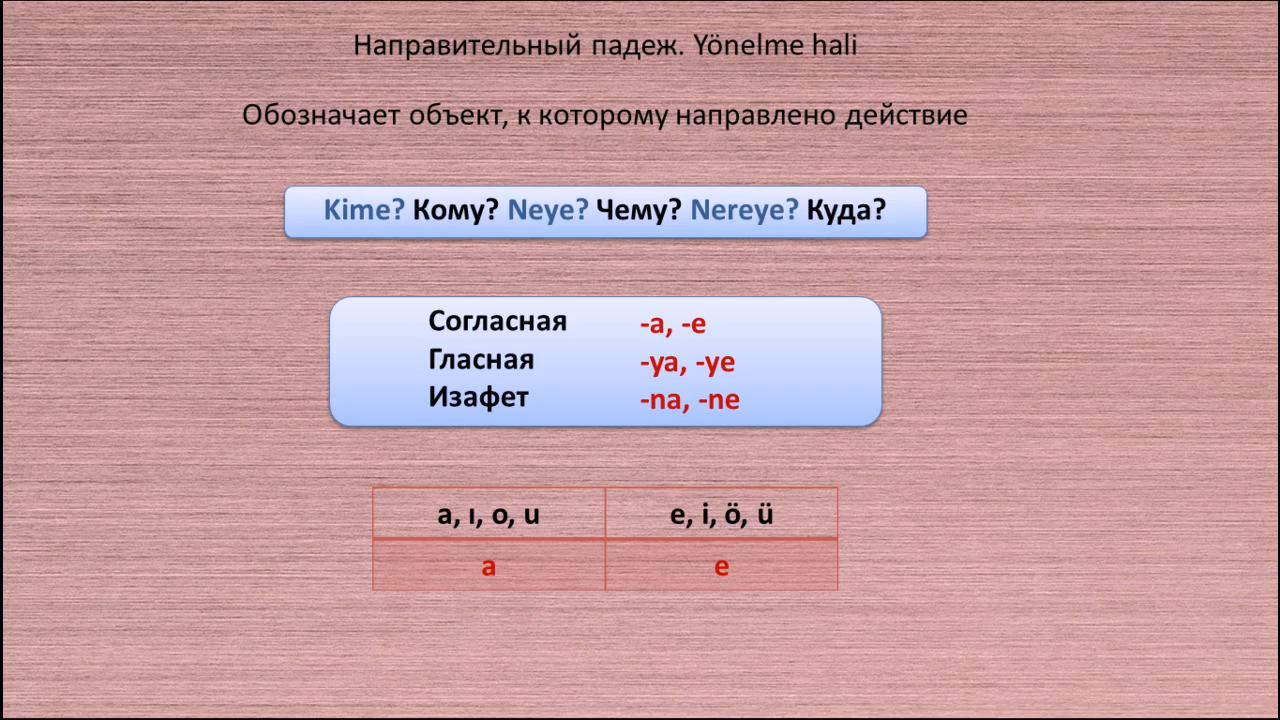 Направительный падеж. Yönelme hali
Обозначает объект, к которому направлено действие
Kime? Кому? Neye? Чему? Nereye? Куда?
Согласная -a, -e
Гласная -ya, -ye
Изафет -na, -ne
a, ı, o, u e, i, ö, ü
a e